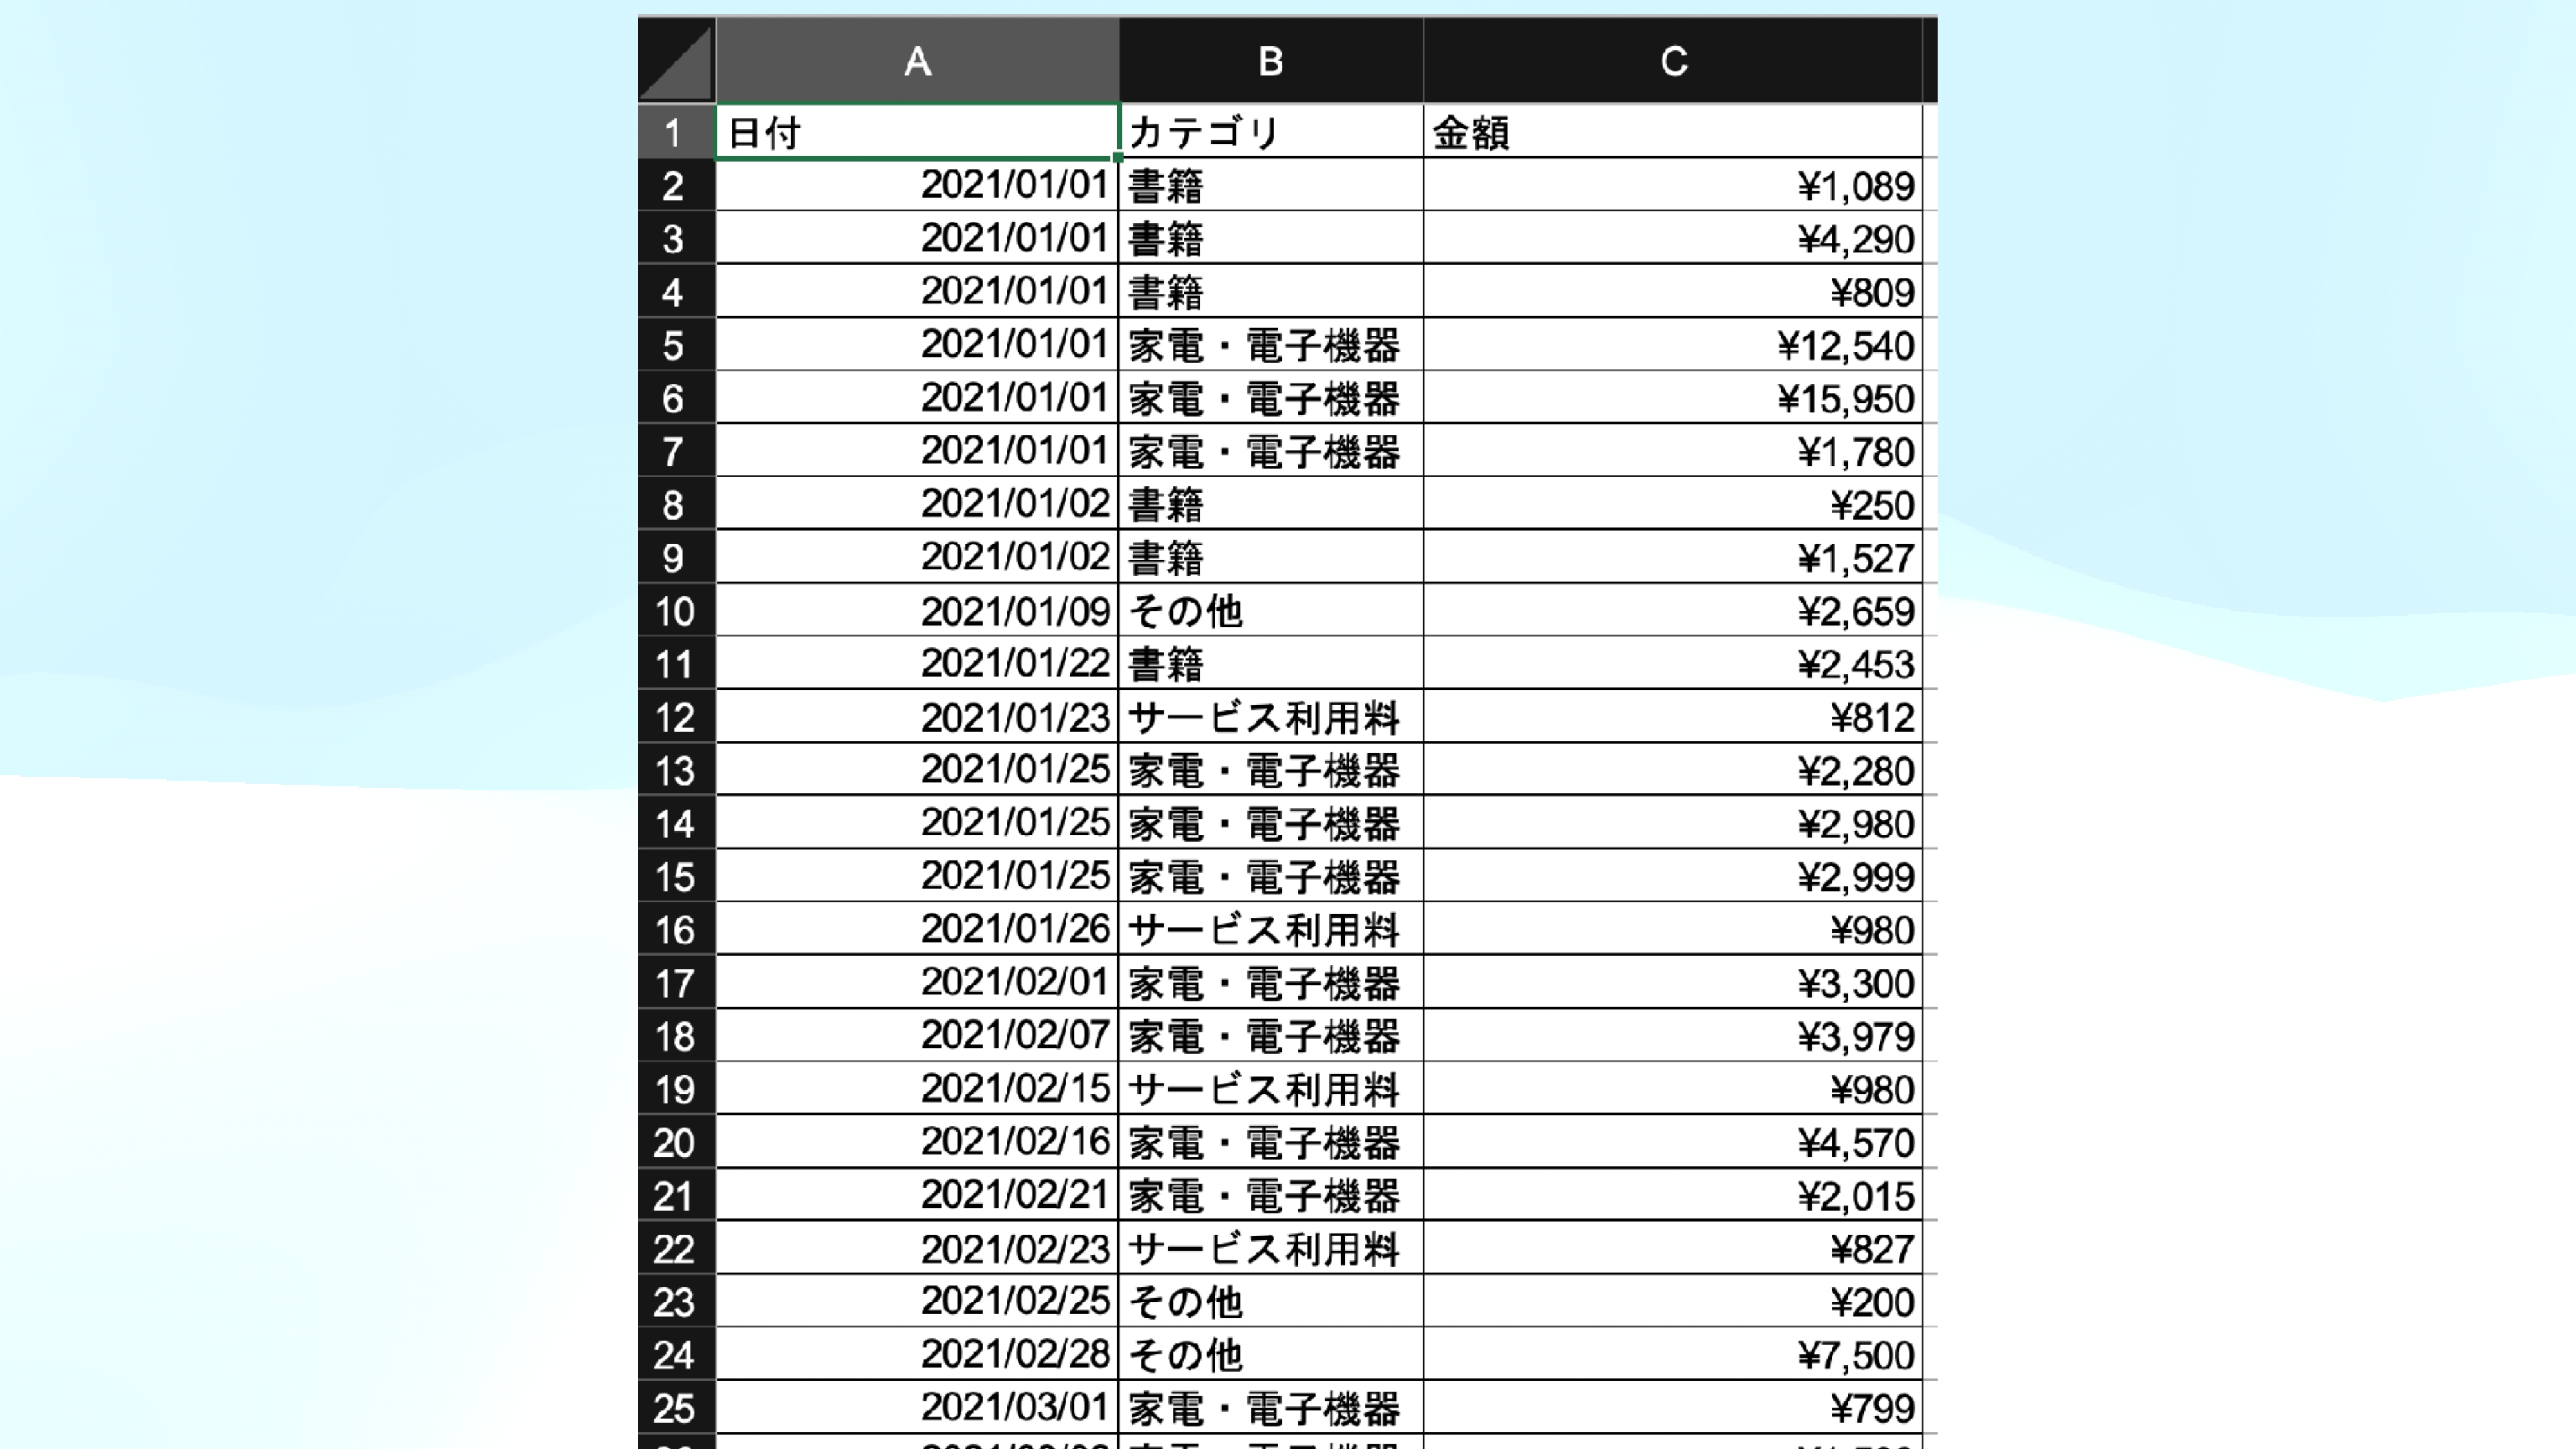 A B C
1 日付 カテゴリ 金額
2 2021/01/01 書籍 ¥1,089
3 2021/01/01 書籍 ¥4,290
4 2021/01/01 書籍 ¥809
5 2021/01/01 家電・電子機器 ¥12,540
6 2021/01/01 家電・電子機器 ¥15,950
7 2021/01/01 家電・電子機器 ¥1,780
8 2021/01/02 書籍 ¥250
9 2021/01/02 書籍 ¥1,527
10 2021/01/09 その他 ¥2,659
11 2021/01/22 書籍 ¥2,453
12 2021/01/23 サービス利用料 ¥812
13 2021/01/25 家電・電子機器 ¥2,280
14 2021/01/25 家電・電子機器 ¥2,980
15 2021/01/25 家電・電子機器 ¥2,999
16 2021/01/26 サービス利用料 ¥980
17 2021/02/01 家電・電子機器 ¥3,300
18 2021/02/07 家電・電子機器 ¥3,979
19 2021/02/15 サービス利用料 ¥980
20 2021/02/16 家電・電子機器 ¥4,570
21 2021/02/21 家電・電子機器 ¥2,015
22 2021/02/23 サービス利用料 ¥827
23 2021/02/25 その他 ¥200
24 2021/02/28 その他 ¥7,500
25 2021/03/01 家電・電子機器 ¥799